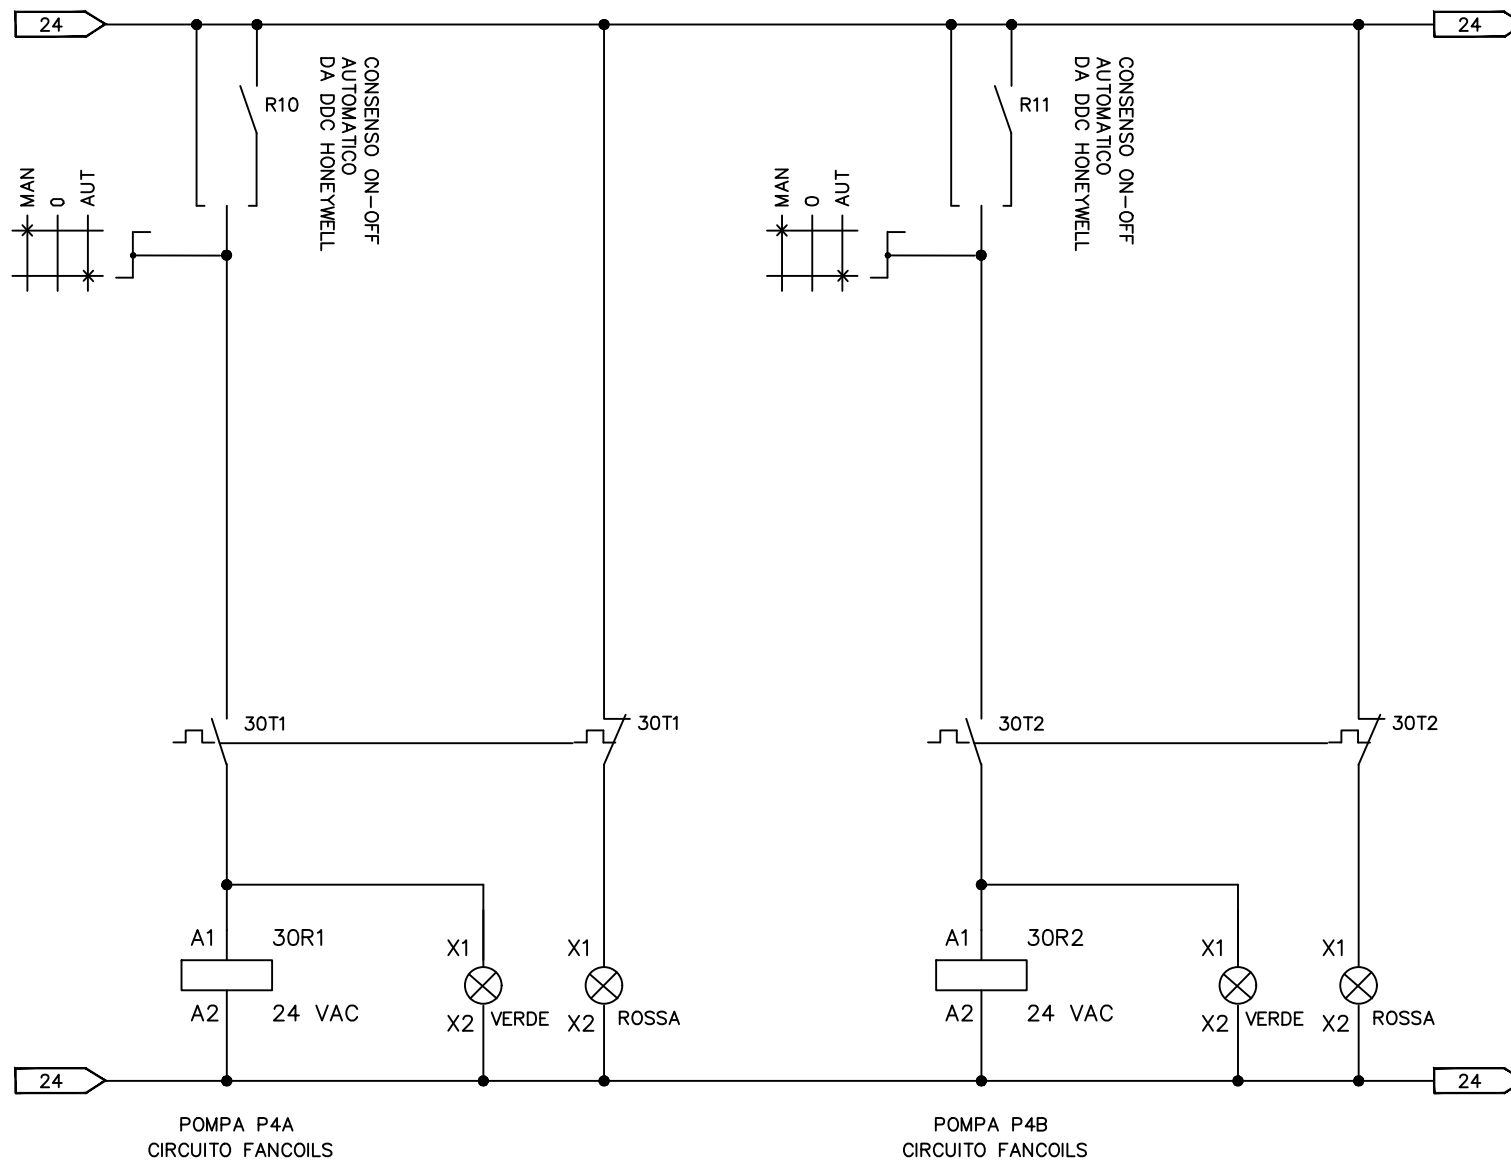 24
24
CONSENSO ON-OFF
AUTOMATICO
DA DDC HONEYWELL
R10
MAN
0
AUT
CONSENSO ON-OFF
AUTOMATICO
DA DDC HONEYWELL
R11
MAN
0
AUT
30T1
30T1
30T2
30T2
A1
30R1
A2
24 VAC
X1
X2
VERDE
X1
X2
ROSSA
A1
30R2
A2
24 VAC
X1
X2
VERDE
X1
X2
ROSSA
24
24
POMPA P4A
CIRCUITO FANCOILS
POMPA P4B
CIRCUITO FANCOILS